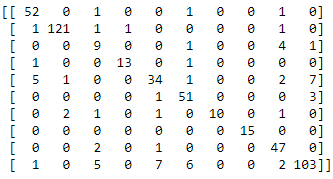 [[ 52 0 1 0 0 1 0 0 1 0]
[ 1 121 1 1 0 0 0 0 1 0]
[ 0 0 9 0 0 1 0 0 4 1]
[ 1 0 0 13 0 1 0 0 0 0]
[ 5 1 0 0 34 1 0 0 2 7]
[ 0 0 0 0 1 51 0 0 0 3]
[ 0 2 1 0 1 0 10 0 1 0]
[ 0 0 0 0 0 0 0 15 0 0]
[ 0 0 2 0 1 0 0 0 47 0]
[ 1 0 5 0 7 6 0 0 2 103]]